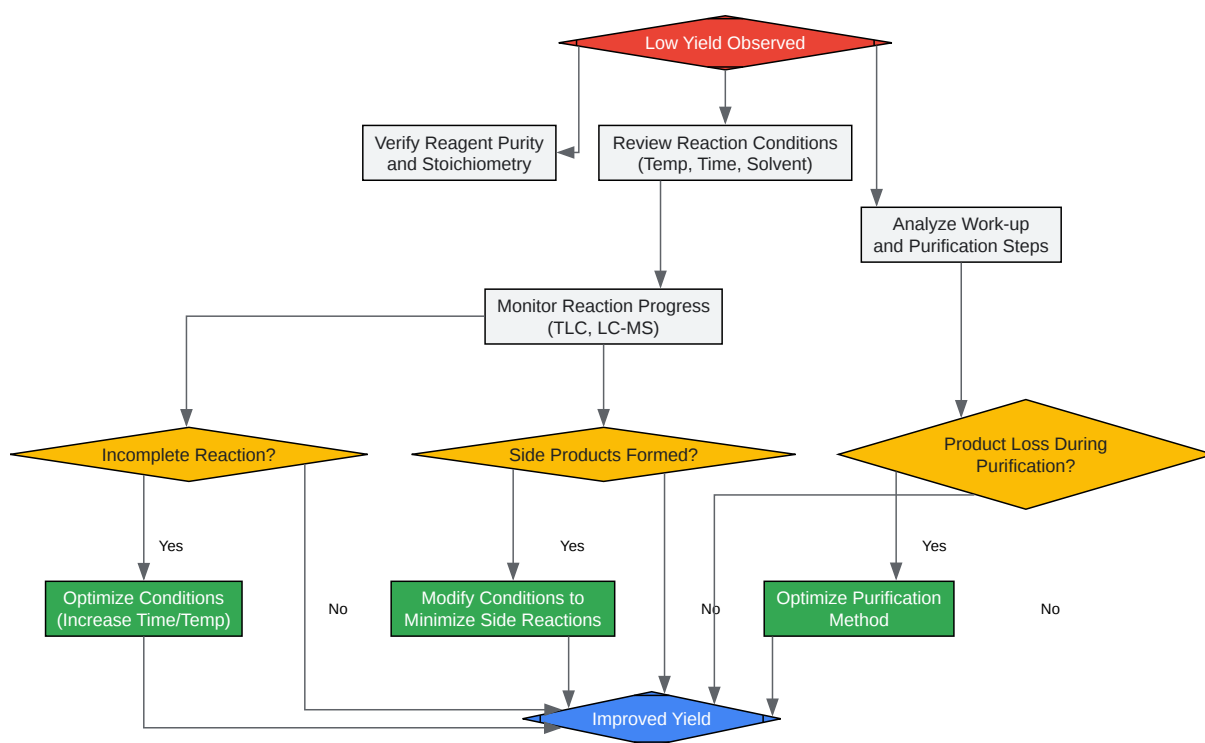 Low Yield Observed
Verify Reagent Purity
and Stoichiometry
Review Reaction Conditions
(Temp, Time, Solvent)
Analyze Work-up
and Purification Steps
Monitor Reaction Progress
(TLC, LC-MS)
Incomplete Reaction?
Side Products Formed?
Product Loss During
Purification?
Yes
Yes
Yes
Optimize Conditions
(Increase Time/Temp)
No
Modify Conditions to
Minimize Side Reactions
No
Optimize Purification
Method
No
Improved Yield